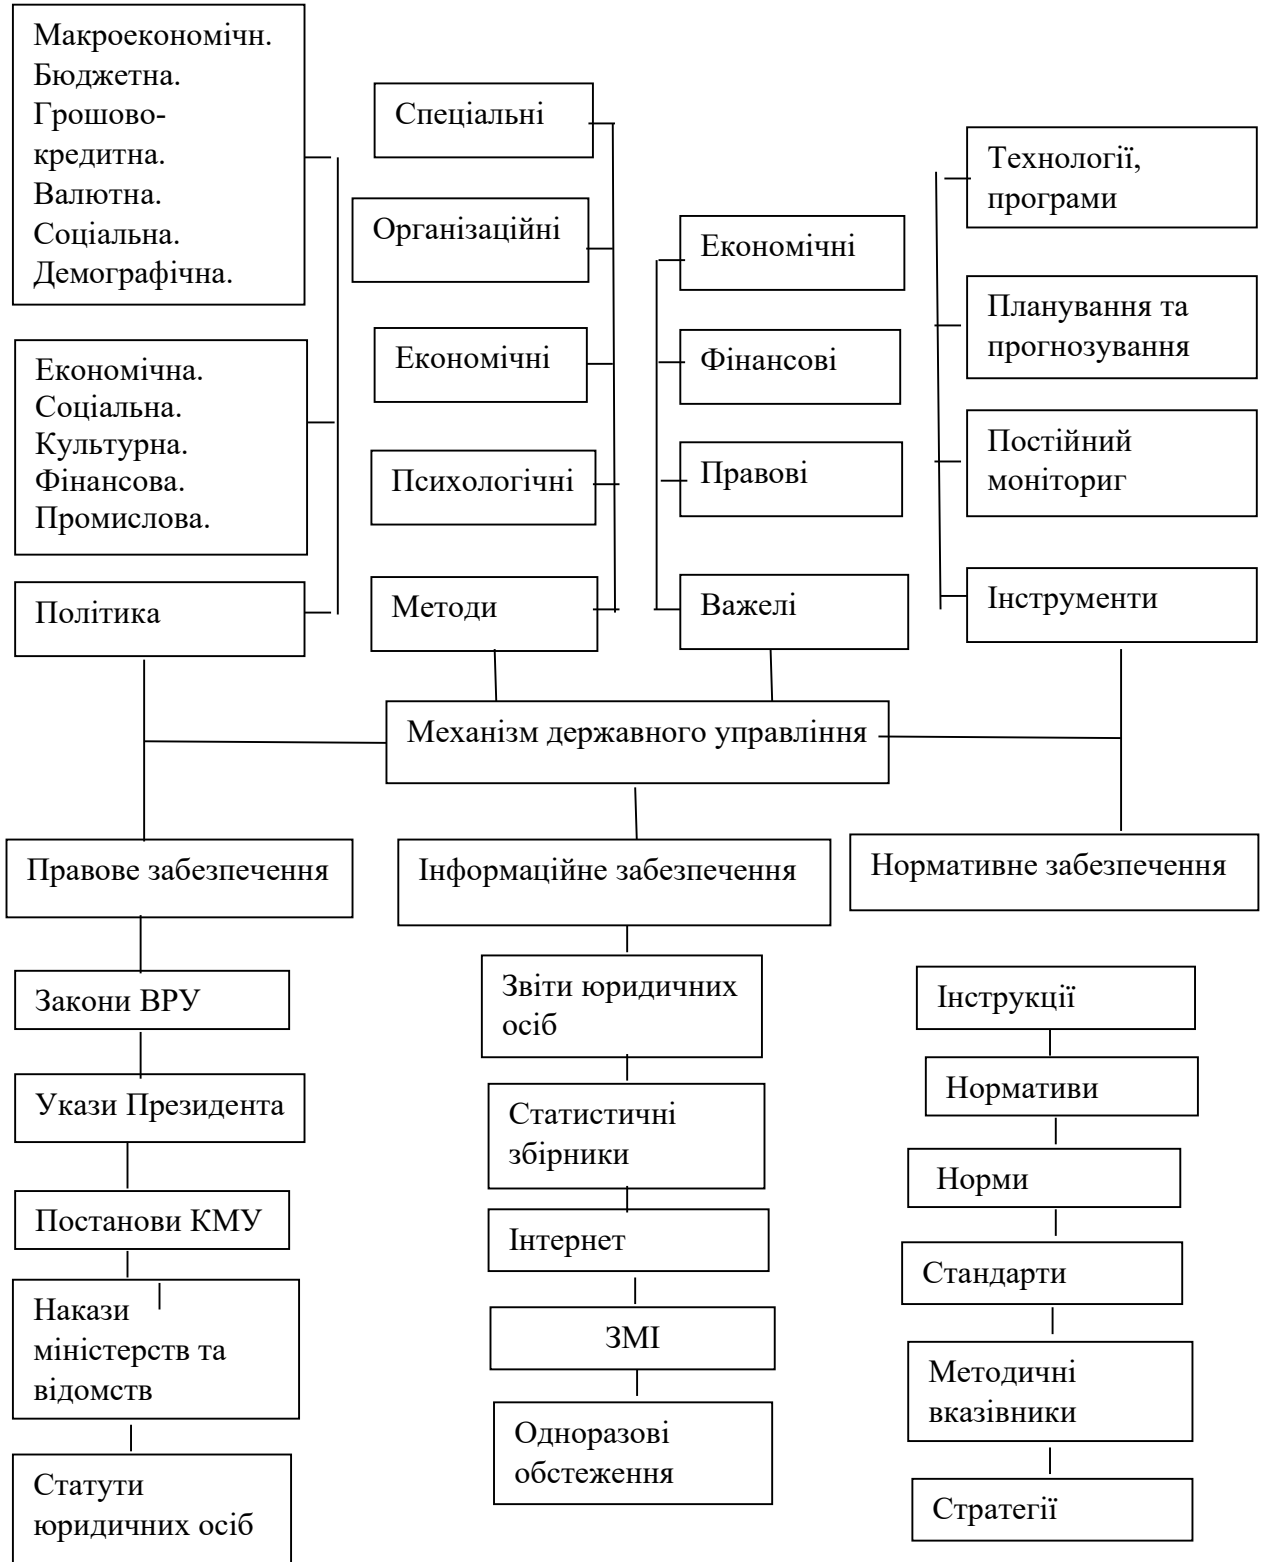 Макроекономічн.
Бюджетна.
Грошово-
кредитна.
Валютна.
Соціальна.
Демографічна.
Економічна.
Соціальна.
Культурна.
Фінансова.
Промислова.
Політика
Спеціальні
Організаційні
Економічні
Психологічні
Методи
Економічні
Фінансові
Правові
Важелі
Технології,
програми
Планування та
прогнозування
Постійний
моніториг
Інструменти
Механізм державного управління
Правове забезпечення
Інформаційне забезпечення
Нормативне забезпечення
Закони ВРУ
Укази Президента
Постанови КМУ
Накази
міністерств та
відомств
Статути
юридичних осіб
Звіти юридичних
осіб
Статистичні
збірники
Інтернет
ЗМІ
Одноразові
обстеження
Інструкції
Нормативи
Норми
Стандарти
Методичні
вказівники
Стратегії